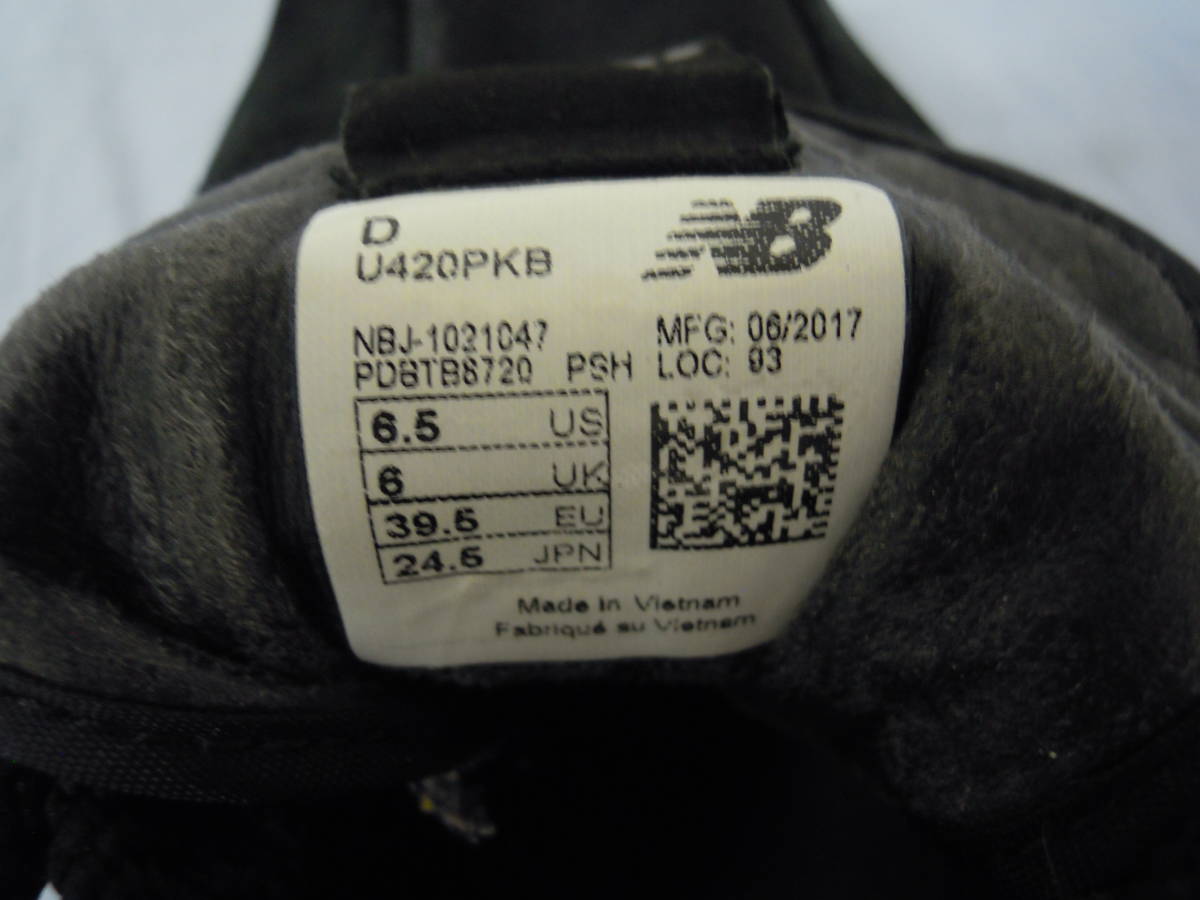 D
U420PKB
NB
NBJ-1021047
MFG: 06/2017
PDBTB8720 PSH LOC: 93
6.5 US
6 UK
39.5 EU
24.5 JPN
Made in Vietnam
Fabriqué au Vietnam